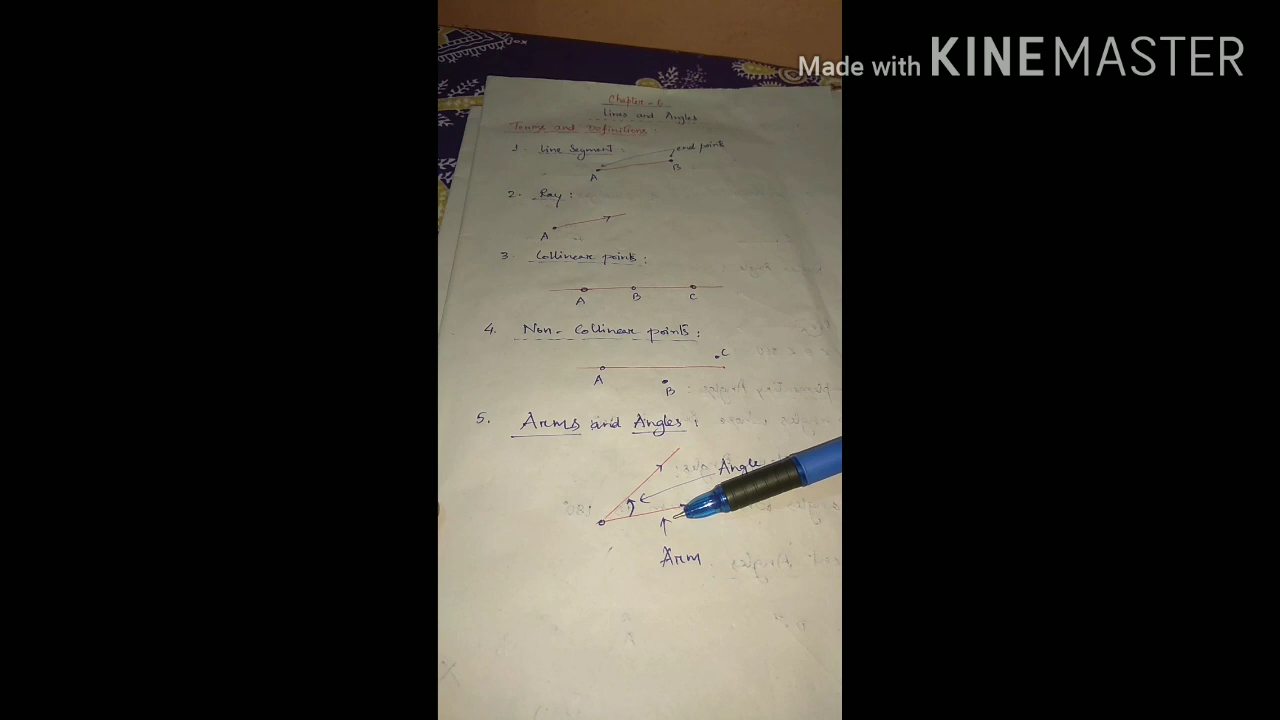 Made with KINEMASTER
Chapter - 6
Lines and Angles
Terms and Definitions:
1. Line Segment:
end point
A B
2. Ray:
A
3. Collinear points:
A B C
4. Non-Collinear points:
C
A
B
5. Arms and Angles:
Angle
Arm